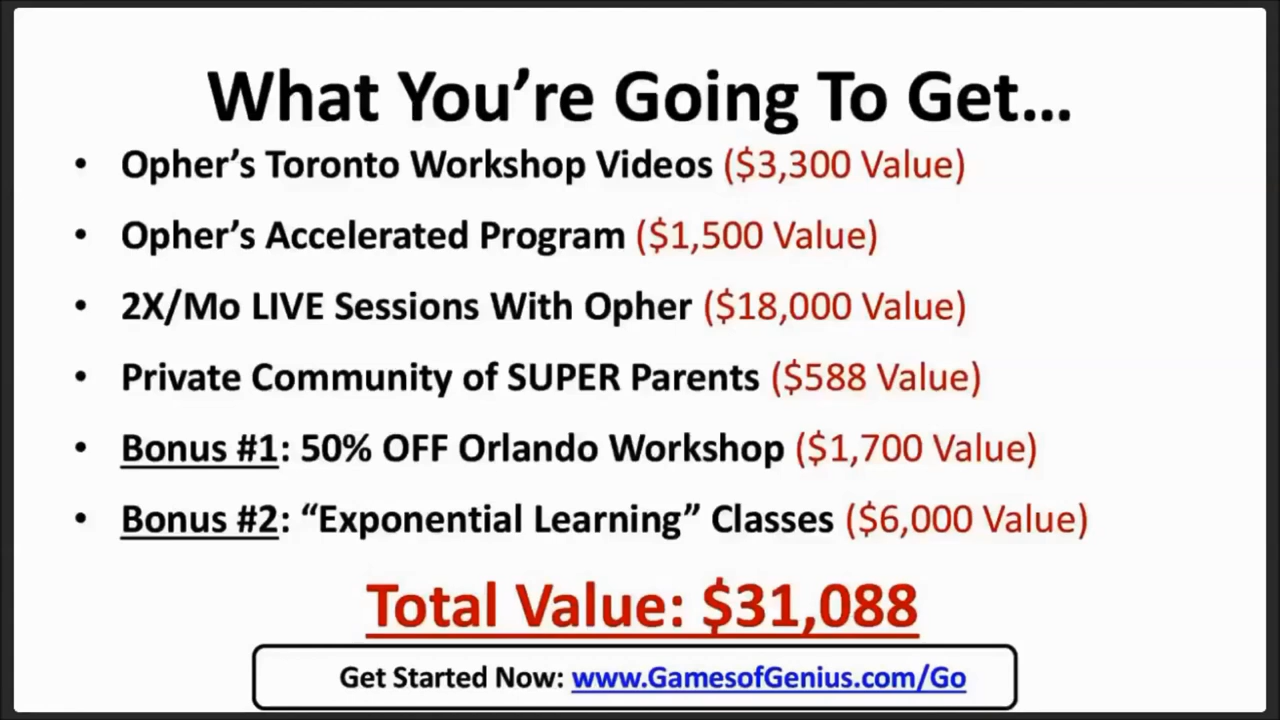 What You’re Going To Get...
• Opher’s Toronto Workshop Videos ($3,300 Value)
• Opher’s Accelerated Program ($1,500 Value)
• 2X/Mo LIVE Sessions With Opher ($18,000 Value)
• Private Community of SUPER Parents ($588 Value)
• Bonus #1: 50% OFF Orlando Workshop ($1,700 Value)
• Bonus #2: “Exponential Learning” Classes ($6,000 Value)
Total Value: $31,088
Get Started Now: www.GamesofGenius.com/Go